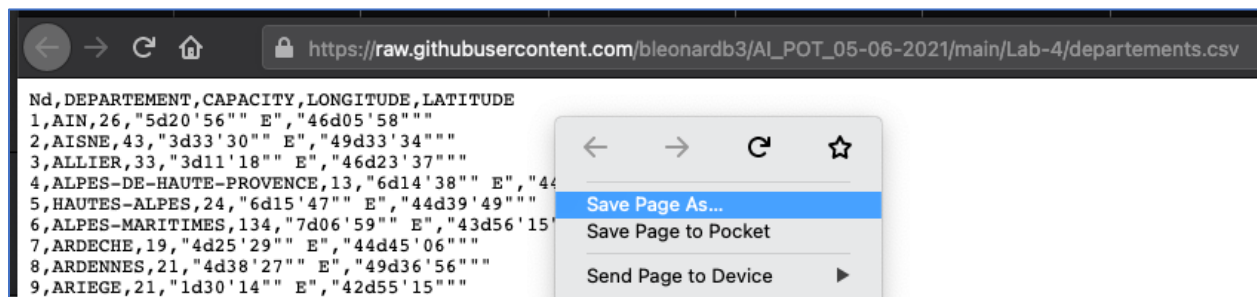 https://raw.githubusercontent.com/bleonardb3/AI_POT_05-06-2021/main/Lab-4/departements.csv
Nd,DEPARTEMENT,CAPACITY,LONGITUDE,LATITUDE
1,AIN,26,"5d20'56"" E","46d05'58"""
2,AISNE,43,"3d33'30"" E","49d33'34"""
3,ALLIER,33,"3d11'18"" E","46d23'37"""
4,ALPES-DE-HAUTE-PROVENCE,13,"6d14'38"" E","44
5,HAUTES-ALPES,24,"6d15'47"" E","44d39'49"""
6,ALPES-MARITIMES,134,"7d06'59"" E","43d56'15"
7,ARDECHE,19,"4d25'29"" E","44d45'06"""
8,ARDENNES,21,"4d38'27"" E","49d36'56"""
9,ARIEGE,21,"1d30'14"" E","42d55'15"""
Save Page As...
Save Page to Pocket
Send Page to Device